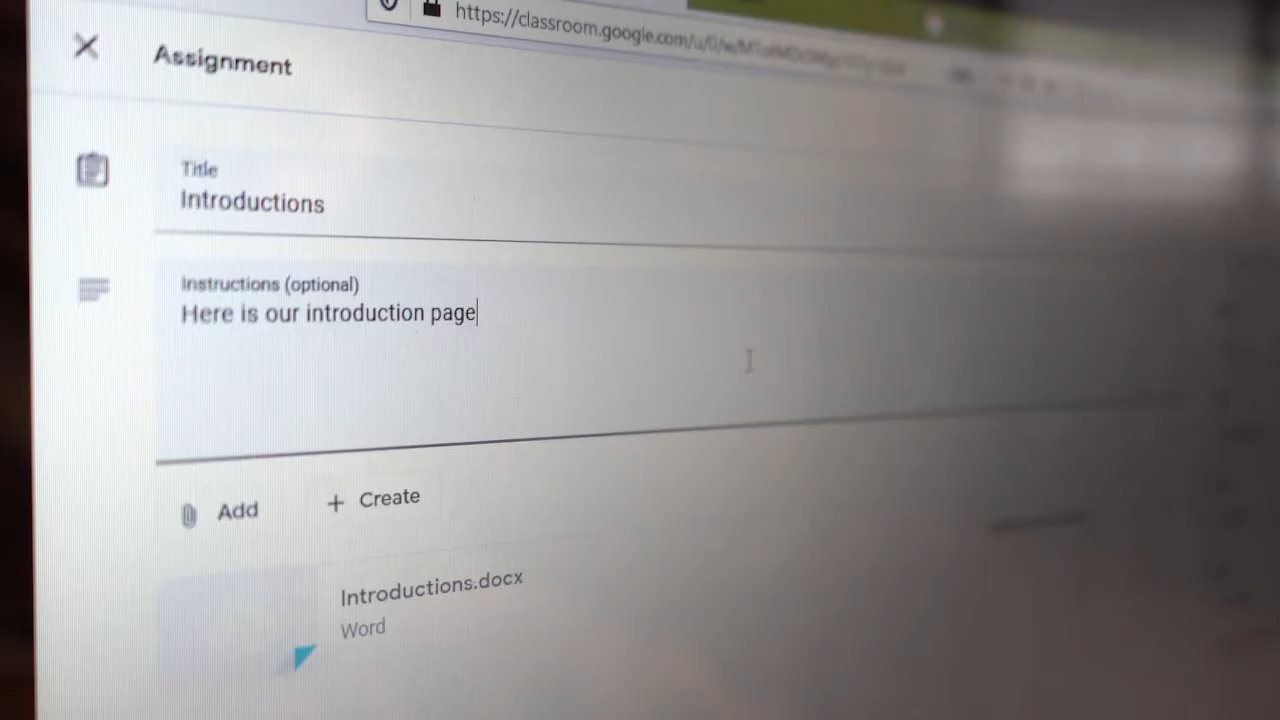 https://classroom.google.com/u/0/w/
Assignment
Title
Introductions
Instructions (optional)
Here is our introduction page
Add
+ Create
Introductions.docx
Word